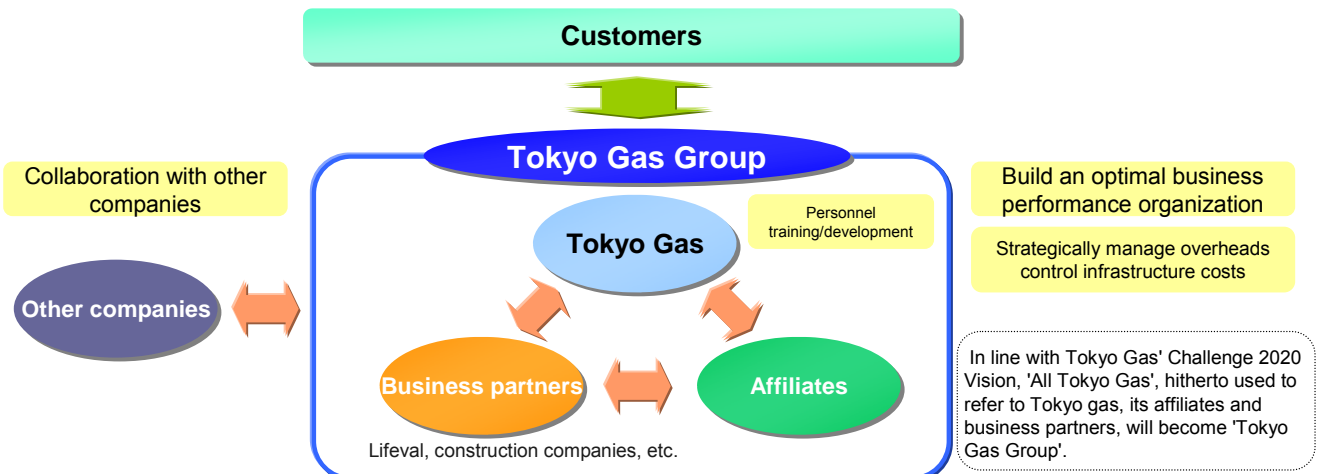 Customers
Tokyo Gas Group
Collaboration with other
companies
Build an optimal business
performance organization
Personnel
training/development
Tokyo Gas
Strategically manage overheads
control infrastructure costs
Other companies
Business partners
Affiliates
In line with Tokyo Gas' Challenge 2020
Vision, 'All Tokyo Gas', hitherto used to
refer to Tokyo gas, its affiliates and
business partners, will become 'Tokyo
Gas Group'.
Lifeval, construction companies, etc.